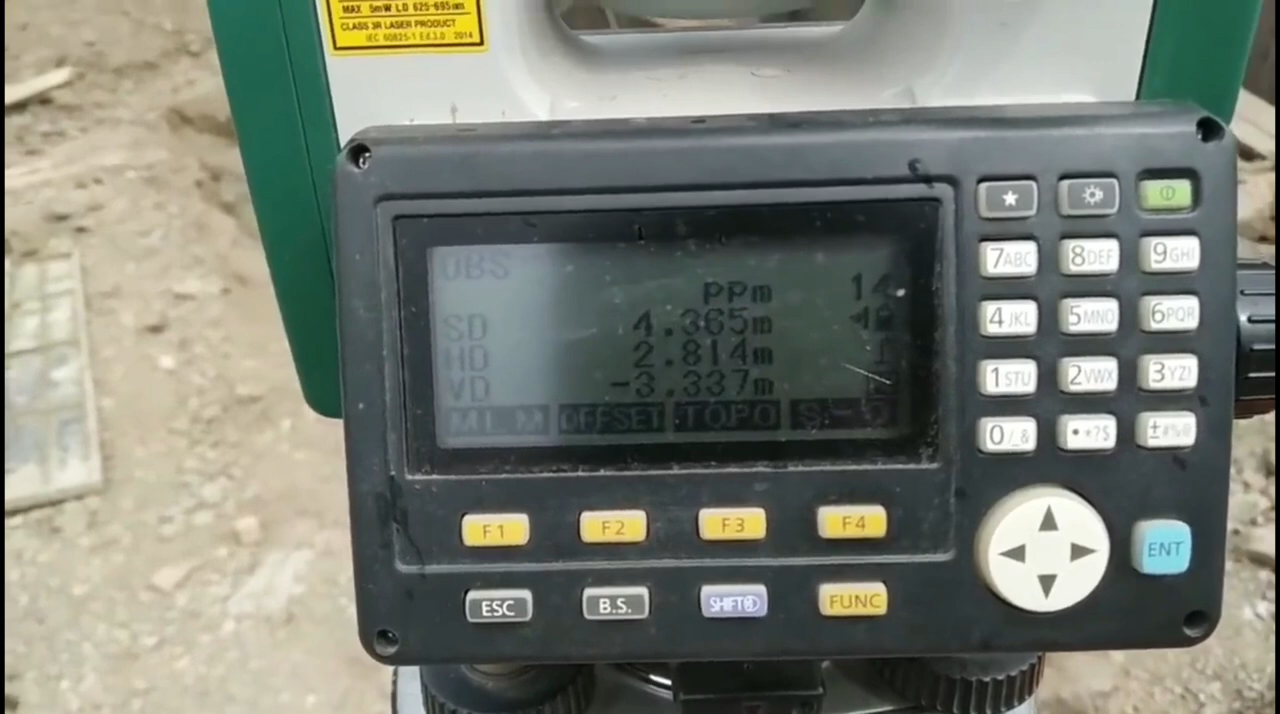 MAX 5mW LD 625-695nm
CLASS 3R LASER PRODUCT
IEC 60825-1 Ed.3.0 2014
OBS
PPm 14
SD 4.365m
HD 2.814m
VD -3.337m
MLM OFFSET TOPO S-O
7ABC 8DEF 9GHI
4JKL 5MNO 6PQR
1STU 2VWX 3YZ!
0/_& •*?$ ±#%@
F1 F2 F3 F4
ENT
ESC B.S. SHIFT FUNC